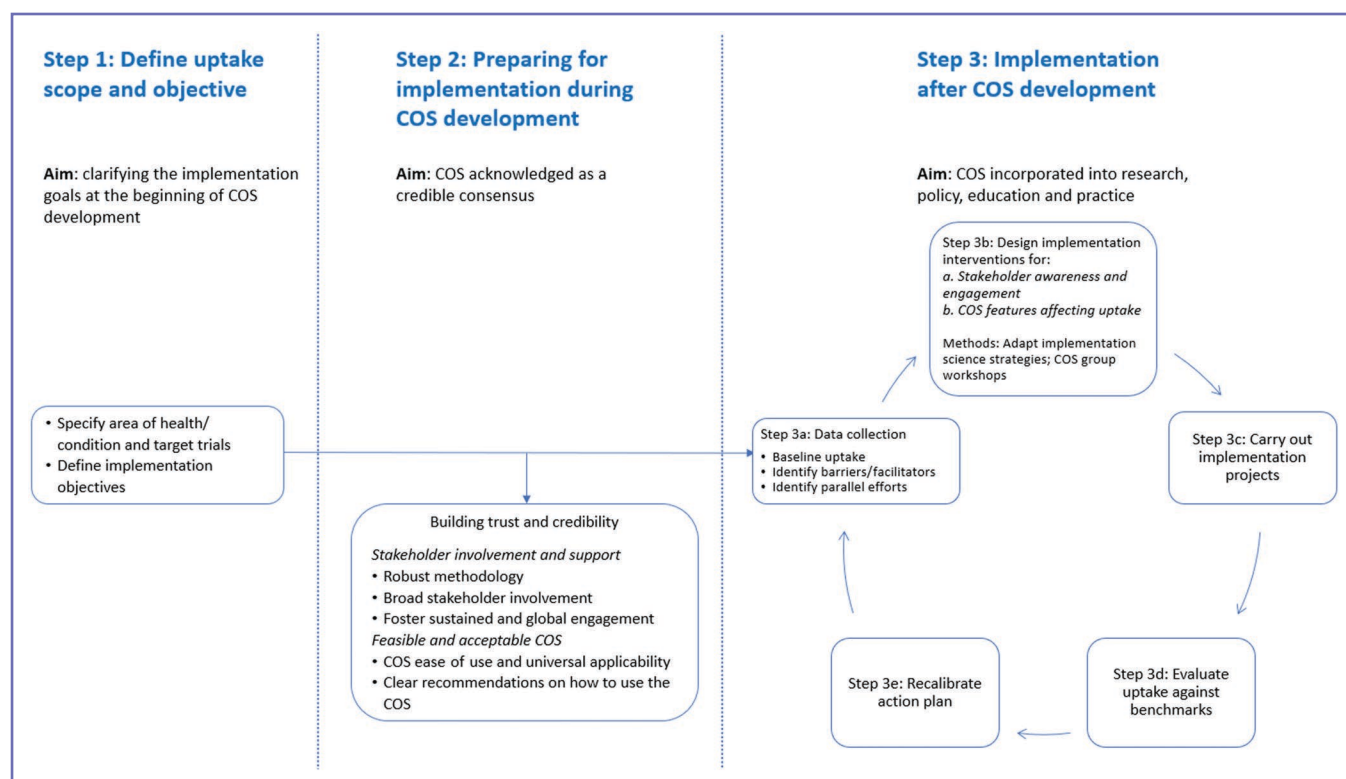 Step 1: Define uptake
scope and objective
Aim: clarifying the implementation
goals at the beginning of COS
development
• Specify area of health/
condition and target trials
• Define implementation
objectives
Step 2: Preparing for
implementation during
COS development
Aim: COS acknowledged as a
credible consensus
Building trust and credibility
Stakeholder involvement and support
• Robust methodology
• Broad stakeholder involvement
• Foster sustained and global engagement
Feasible and acceptable COS
• COS ease of use and universal applicability
• Clear recommendations on how to use the
COS
Step 3: Implementation
after COS development
Aim: COS incorporated into research,
policy, education and practice
Step 3a: Data collection
• Baseline uptake
• Identify barriers/facilitators
• Identify parallel efforts
Step 3b: Design implementation
interventions for:
a. Stakeholder awareness and
engagement
b. COS features affecting uptake
Methods: Adapt implementation
science strategies; COS group
workshops
Step 3c: Carry out
implementation
projects
Step 3d: Evaluate
uptake against
benchmarks
Step 3e: Recalibrate
action plan